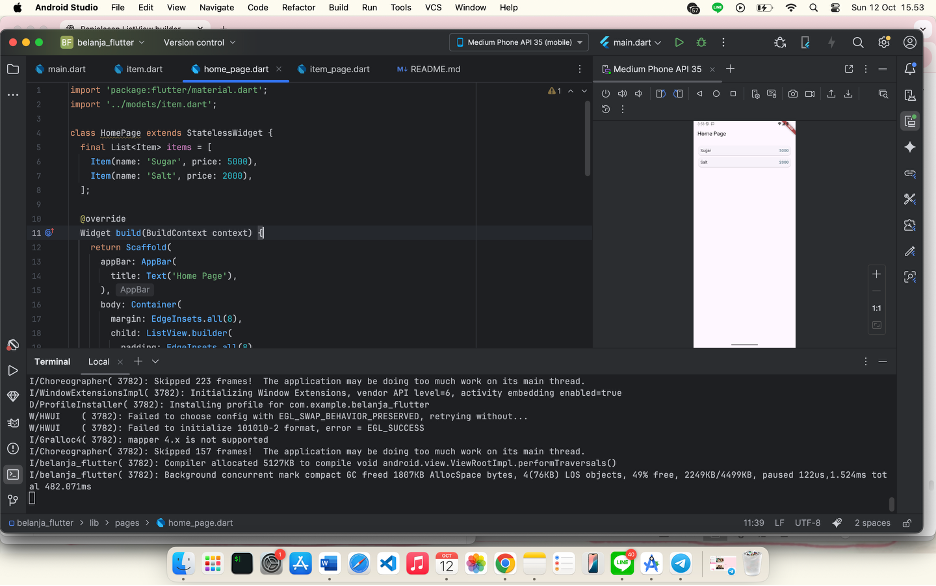 Android Studio File Edit View Navigate Code Refactor Build Run Tools VCS Window Help Sun 12 Oct 15.53
BF belanja_flutter Version control Medium Phone API 35 (mobile) main.dart
main.dart item.dart home_page.dart item_page.dart M+ README.md Medium Phone API 35
1 import 'package:flutter/material.dart'; 1
2 import '../models/item.dart';
3
4 class HomePage extends StatelessWidget {
5 final List<Item> items = [
6 Item(name: 'Sugar', price: 5000),
7 Item(name: 'Salt', price: 2000),
8 ];
9
10 @override
11 Widget build(BuildContext context) {
12 return Scaffold(
13 appBar: AppBar(
14 title: Text('Home Page'),
15 ), AppBar
16 body: Container(
17 margin: EdgeInsets.all(8),
18 child: ListView.builder(
padding: EdgeInsets.all(8)
Home Page
Sugar 5000
Salt 2000
1:1
Terminal Local
I/Choreographer( 3782): Skipped 223 frames! The application may be doing too much work on its main thread.
I/WindowExtensionsImpl( 3782): Initializing Window Extensions, vendor API level=6, activity embedding enabled=true
D/ProfileInstaller( 3782): Installing profile for com.example.belanja_flutter
W/HWUI ( 3782): Failed to choose config with EGL_SWAP_BEHAVIOR_PRESERVED, retrying without...
W/HWUI ( 3782): Failed to initialize 101010-2 format, error = EGL_SUCCESS
I/Gralloc4( 3782): mapper 4.x is not supported
I/Choreographer( 3782): Skipped 157 frames! The application may be doing too much work on its main thread.
I/belanja_flutter( 3782): Compiler allocated 5127KB to compile void android.view.ViewRootImpl.performTraversals()
I/belanja_flutter( 3782): Background concurrent mark compact GC freed 1807KB AllocSpace bytes, 4(76KB) LOS objects, 49% free, 2249KB/4499KB, paused 122us,1.524ms tot
al 482.071ms
belanja_flutter lib pages home_page.dart 11:39 LF UTF-8 2 spaces
OCT
12
1
40